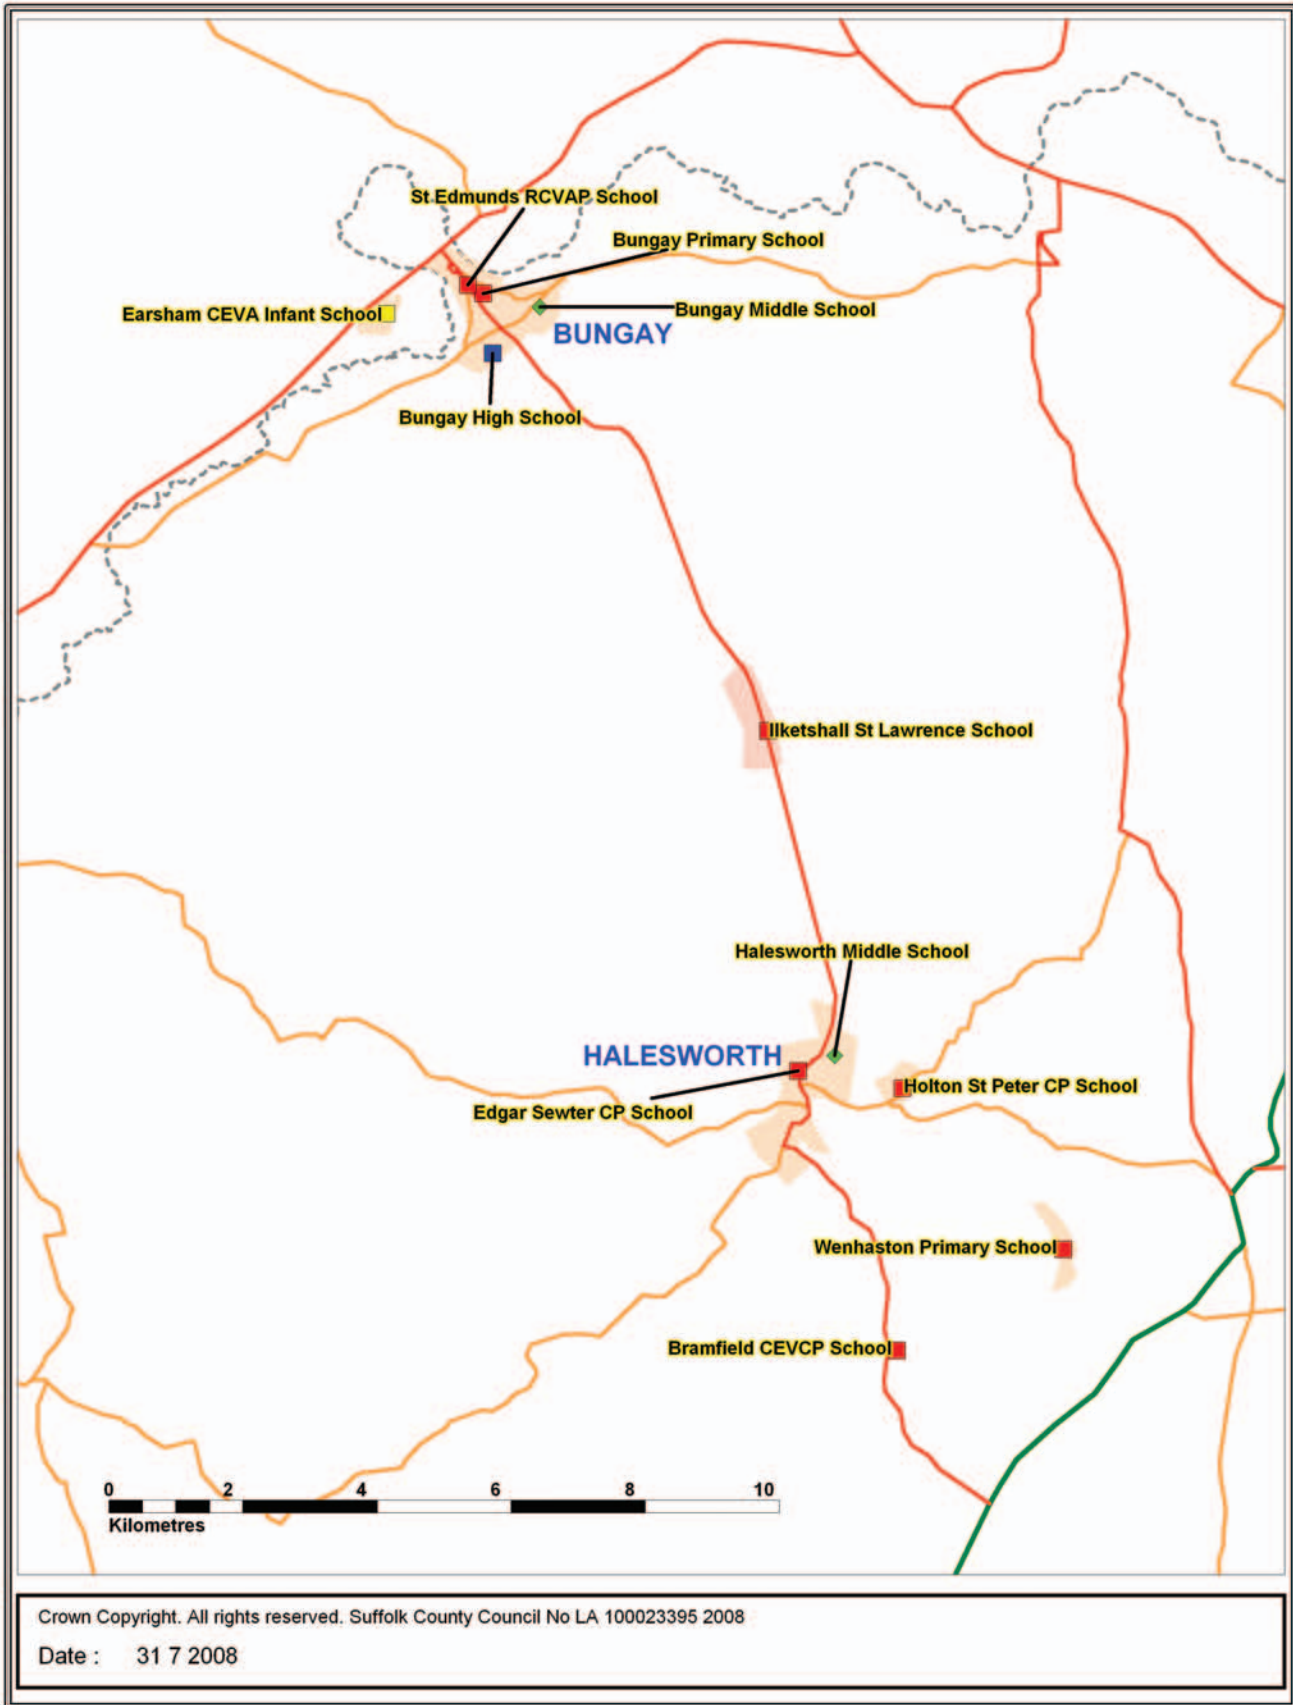 St Edmunds RCVAP School
Bungay Primary School
Earsham CEVA Infant School
Bungay Middle School
BUNGAY
Bungay High School
Ilketshall St Lawrence School
Halesworth Middle School
HALESWORTH
Holton St Peter CP School
Edgar Sewter CP School
Wenhaston Primary School
Bramfield CEVCP School
0 2 4 6 8 10
Kilometres
Crown Copyright. All rights reserved. Suffolk County Council No LA 100023395 2008
Date : 31 7 2008